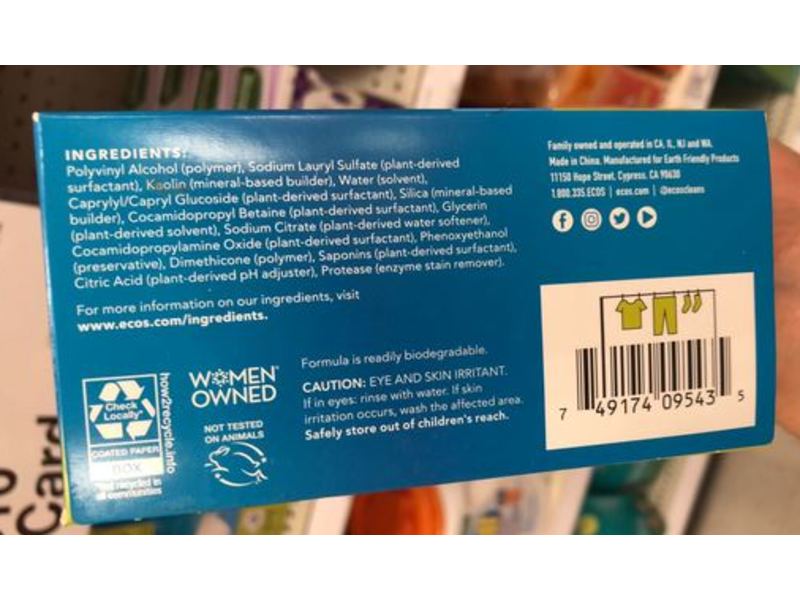 INGREDIENTS:
Polyvinyl Alcohol (polymer), Sodium Lauryl Sulfate (plant-derived
surfactant), Kaolin (mineral-based builder), Water (solvent),
Caprylyl/Capryl Glucoside (plant-derived surfactant), Silica (mineral-based
builder), Cocamidopropyl Betaine (plant-derived surfactant), Glycerin
(plant-derived solvent), Sodium Citrate (plant-derived water softener),
Cocamidopropylamine Oxide (plant-derived surfactant), Phenoxyethanol
(preservative), Dimethicone (polymer), Saponins (plant-derived surfactant),
Citric Acid (plant-derived pH adjuster), Protease (enzyme stain remover).
For more information on our ingredients, visit
www.ecos.com/ingredients.
Family owned and operated in CA, IL, NJ and WA.
Made in China. Manufactured for Earth Friendly Products
11150 Hope Street, Cypress, CA 90630
1.800.335.ECOS | ecos.com | @ecoscleans
Check
Locally*
COATED PAPER
BOX
*Not recycled in
all communities
how2recycle.info
WOMEN
OWNED
NOT TESTED
ON ANIMALS
Formula is readily biodegradable.
CAUTION: EYE AND SKIN IRRITANT.
If in eyes: rinse with water. If skin
irritation occurs, wash the affected area.
Safely store out of children's reach.
7 49174 09543 5
Card